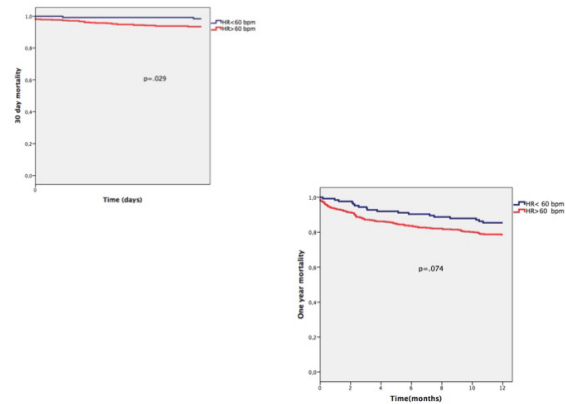 30 day mortality
1,0
0,8
0,6
0,4
0,2
0,0
HR<60 bpm
HR>60 bpm
p=.029
0
Time (days)
One year mortality
1,0
0,8
0,6
0,4
0,2
0,0
HR< 60 bpm
HR>60 bpm
p=.074
0 2 4 6 8 10 12
Time(months)